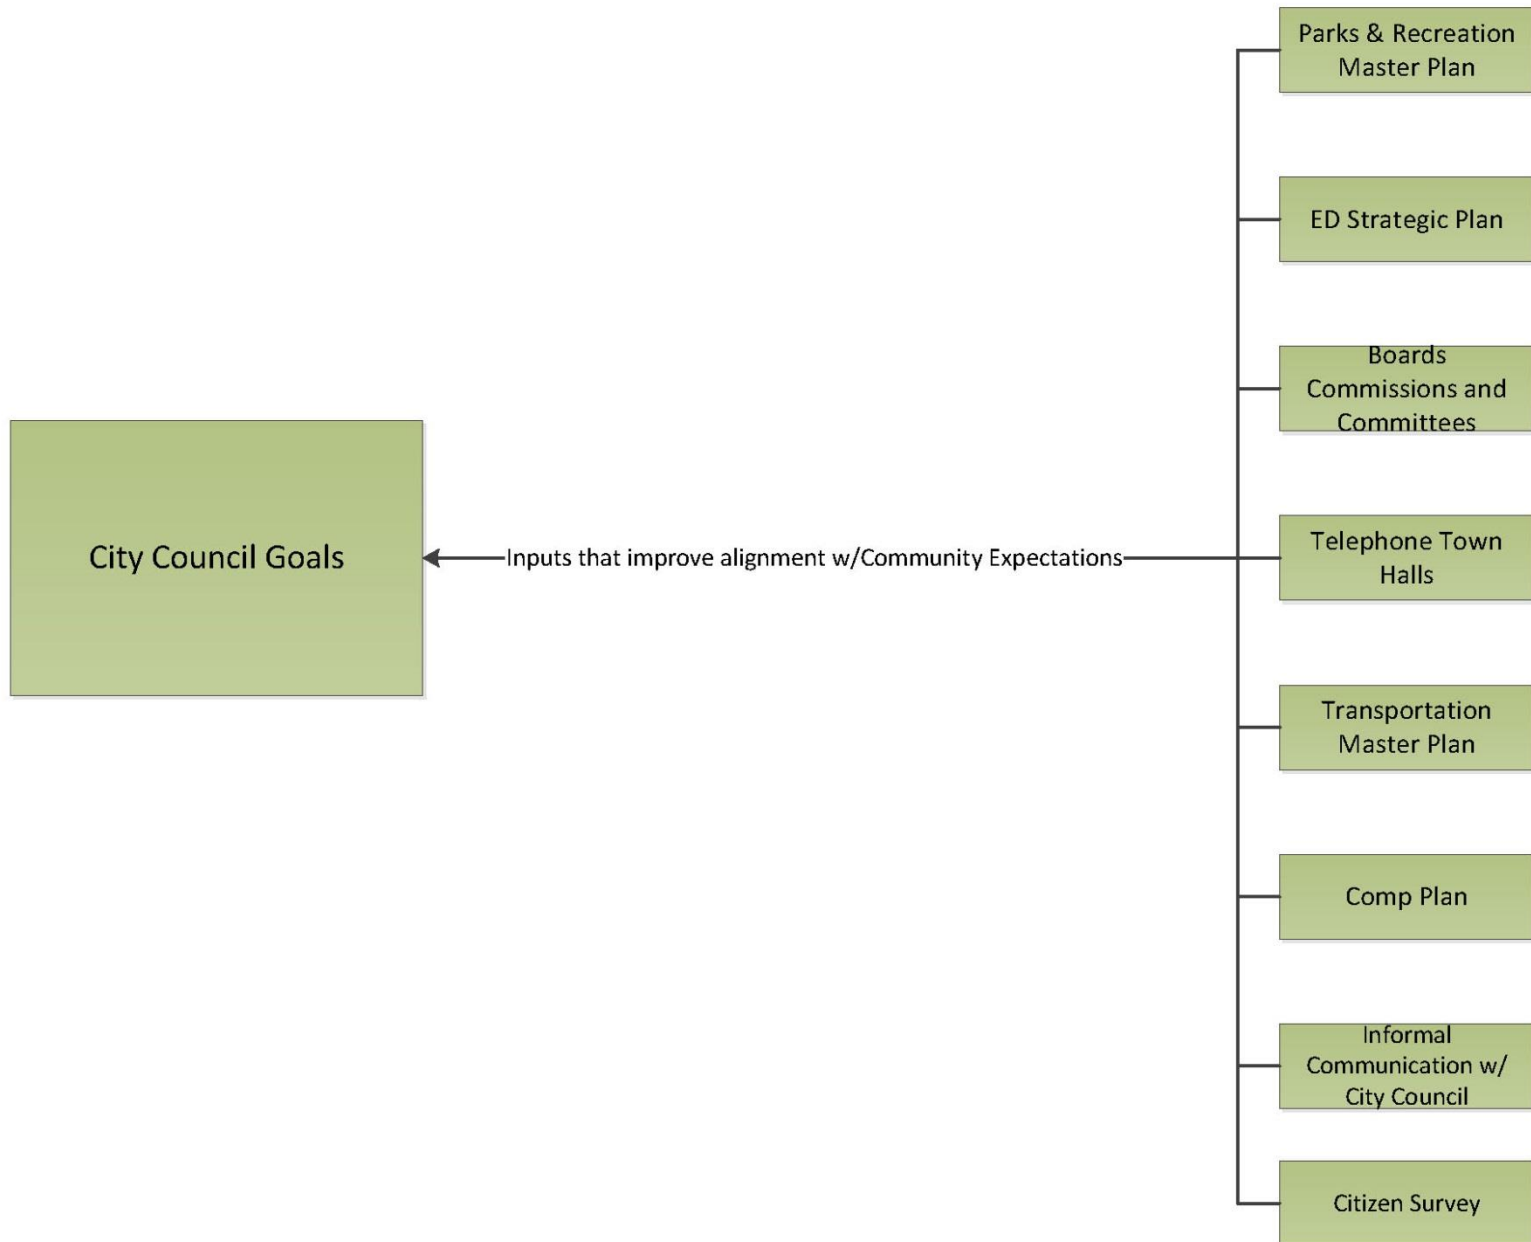 Parks & Recreation
Master Plan
ED Strategic Plan
Boards
Commissions and
Committees
City Council Goals
Inputs that improve alignment w/Community Expectations
Telephone Town
Halls
Transportation
Master Plan
Comp Plan
Informal
Communication w/
City Council
Citizen Survey